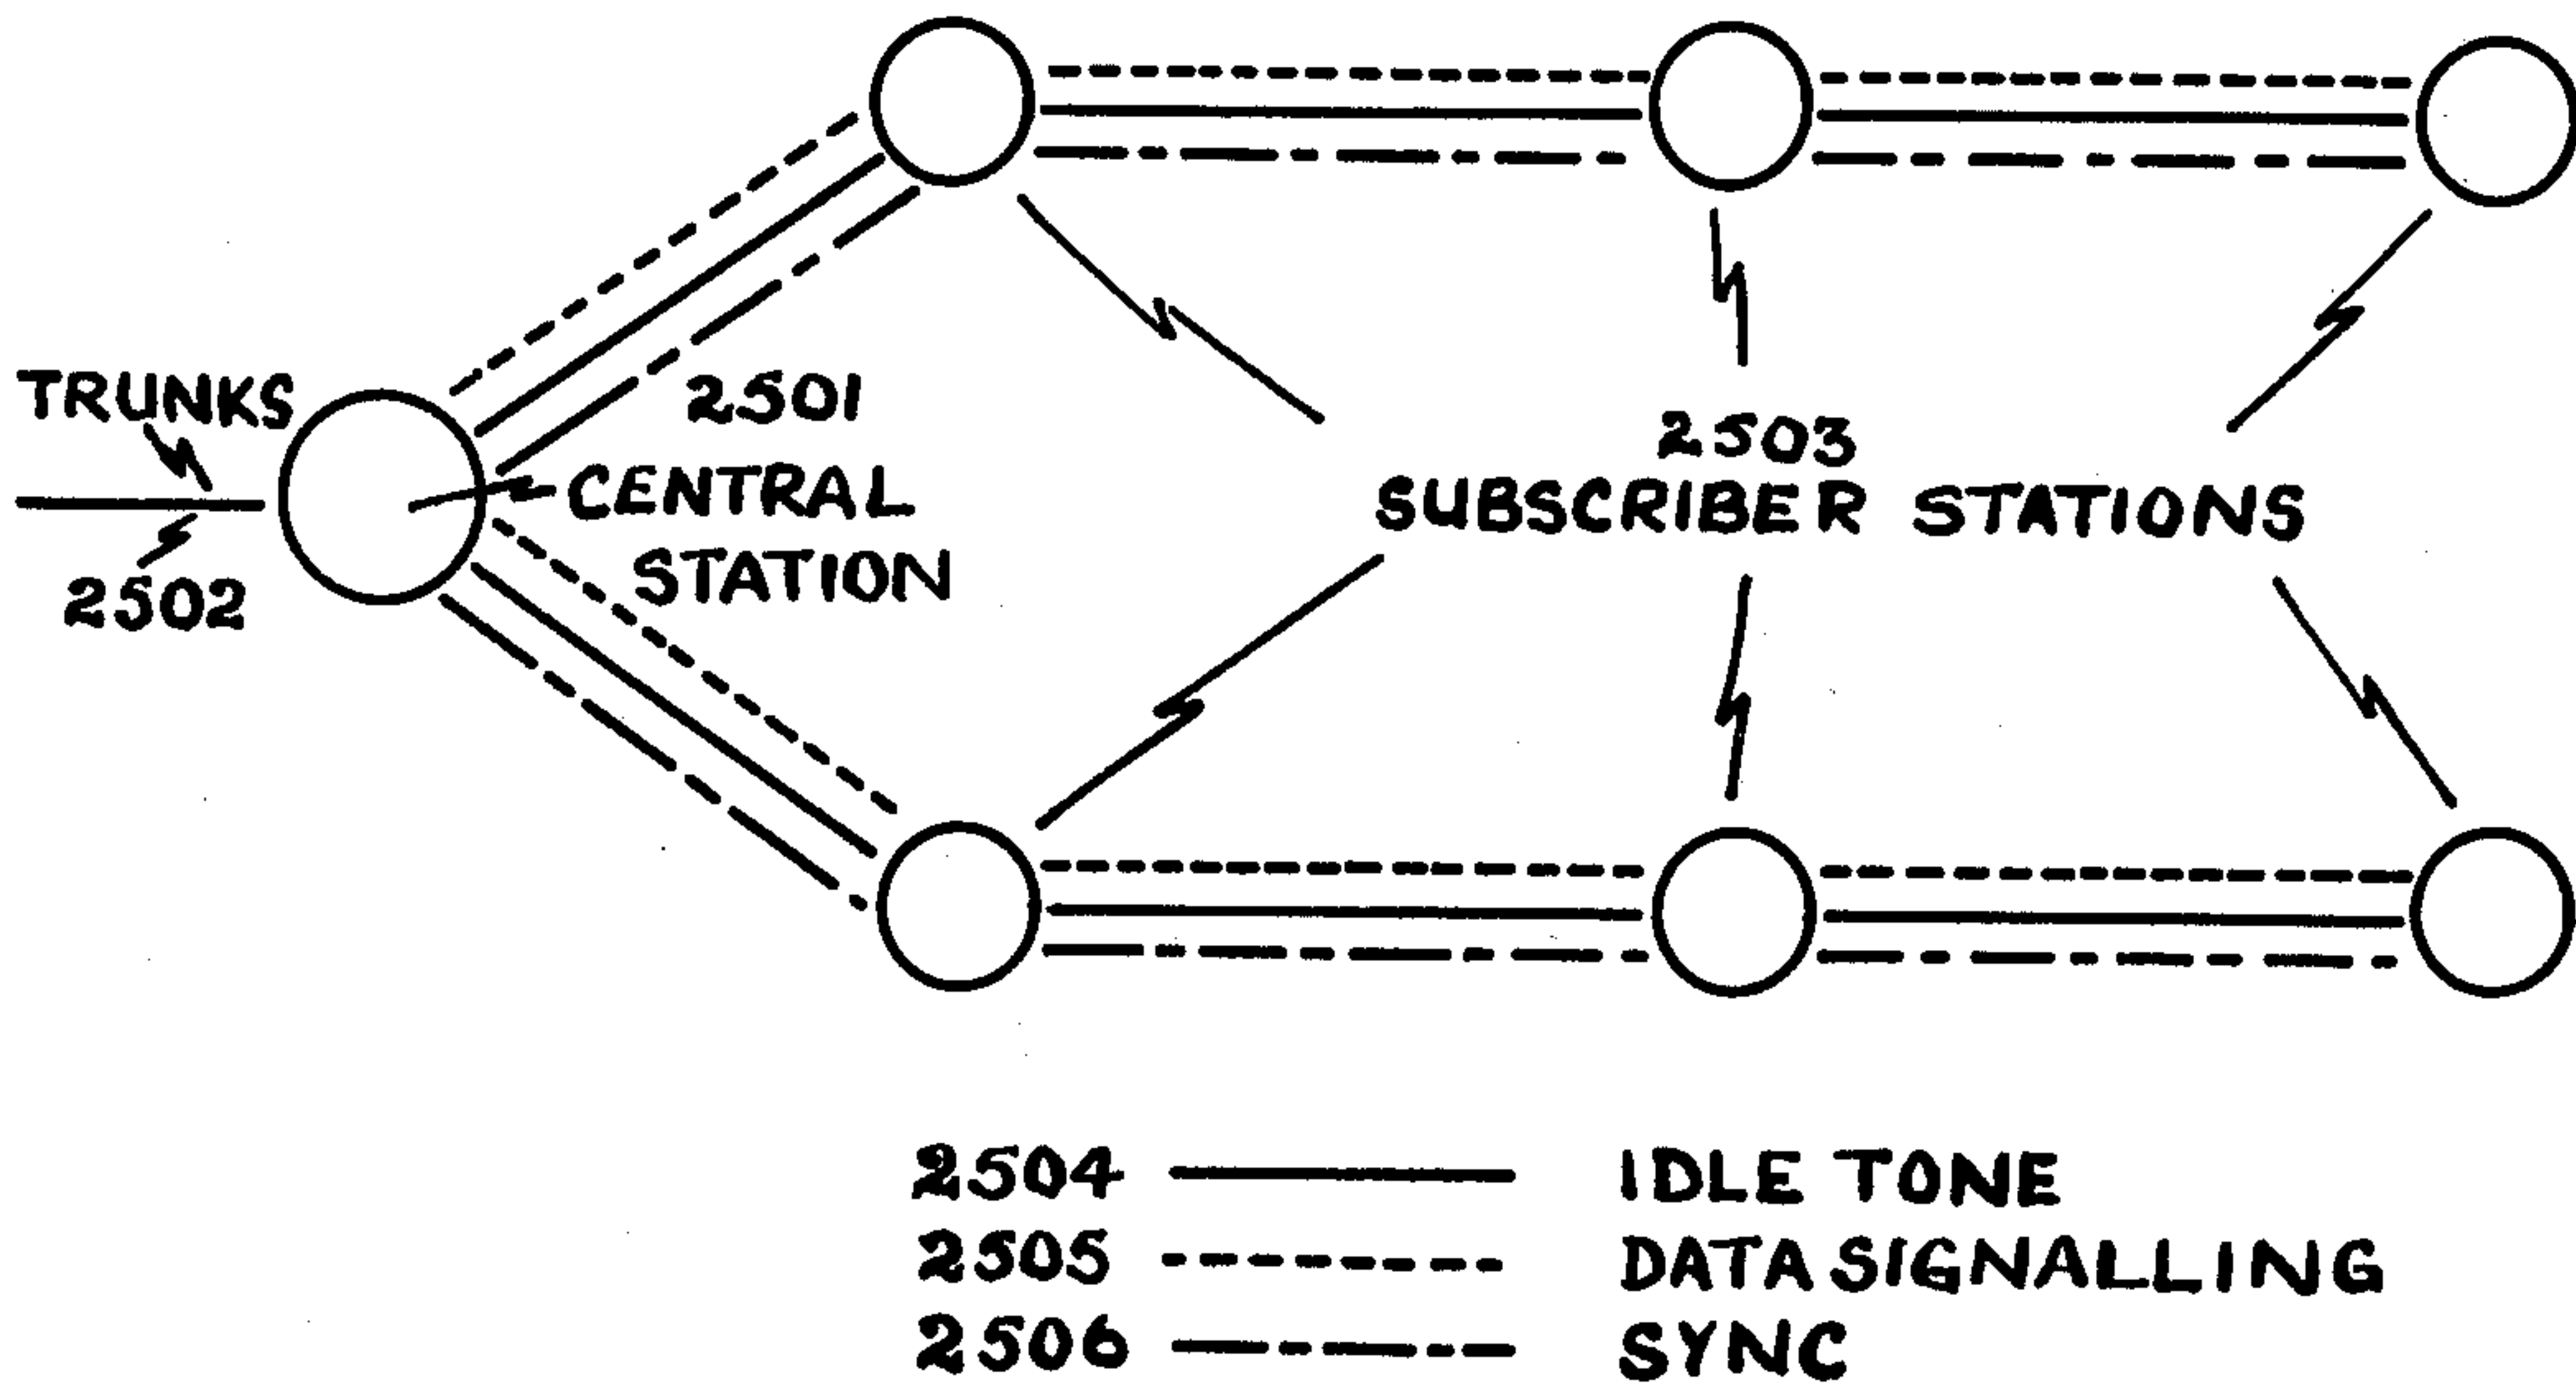 TRUNKS
2502
2501
CENTRAL
STATION
2503
SUBSCRIBER STATIONS
2504 IDLE TONE
2505 DATA SIGNALLING
2506 SYNC